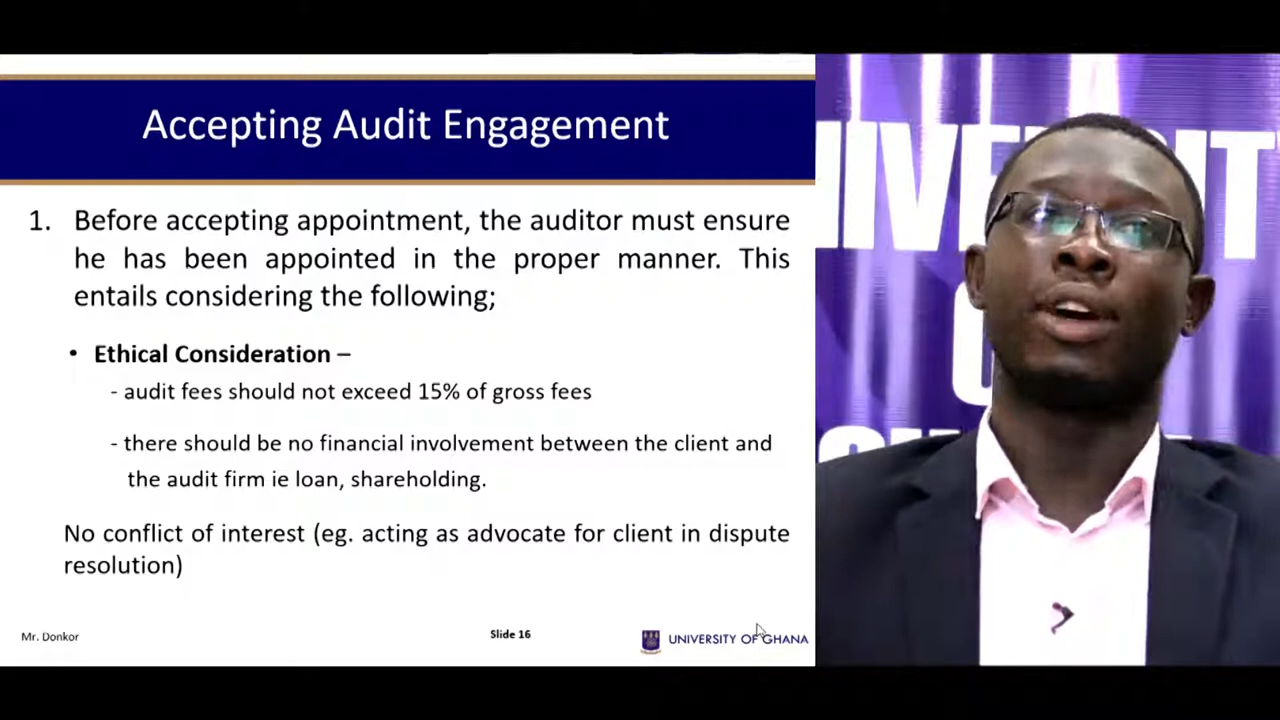 Accepting Audit Engagement
1. Before accepting appointment, the auditor must ensure
he has been appointed in the proper manner. This
entails considering the following;
• Ethical Consideration –
- audit fees should not exceed 15% of gross fees
- there should be no financial involvement between the client and
the audit firm ie loan, shareholding.
No conflict of interest (eg. acting as advocate for client in dispute
resolution)
Mr. Donkor
Slide 16
UNIVERSITY OF GHANA